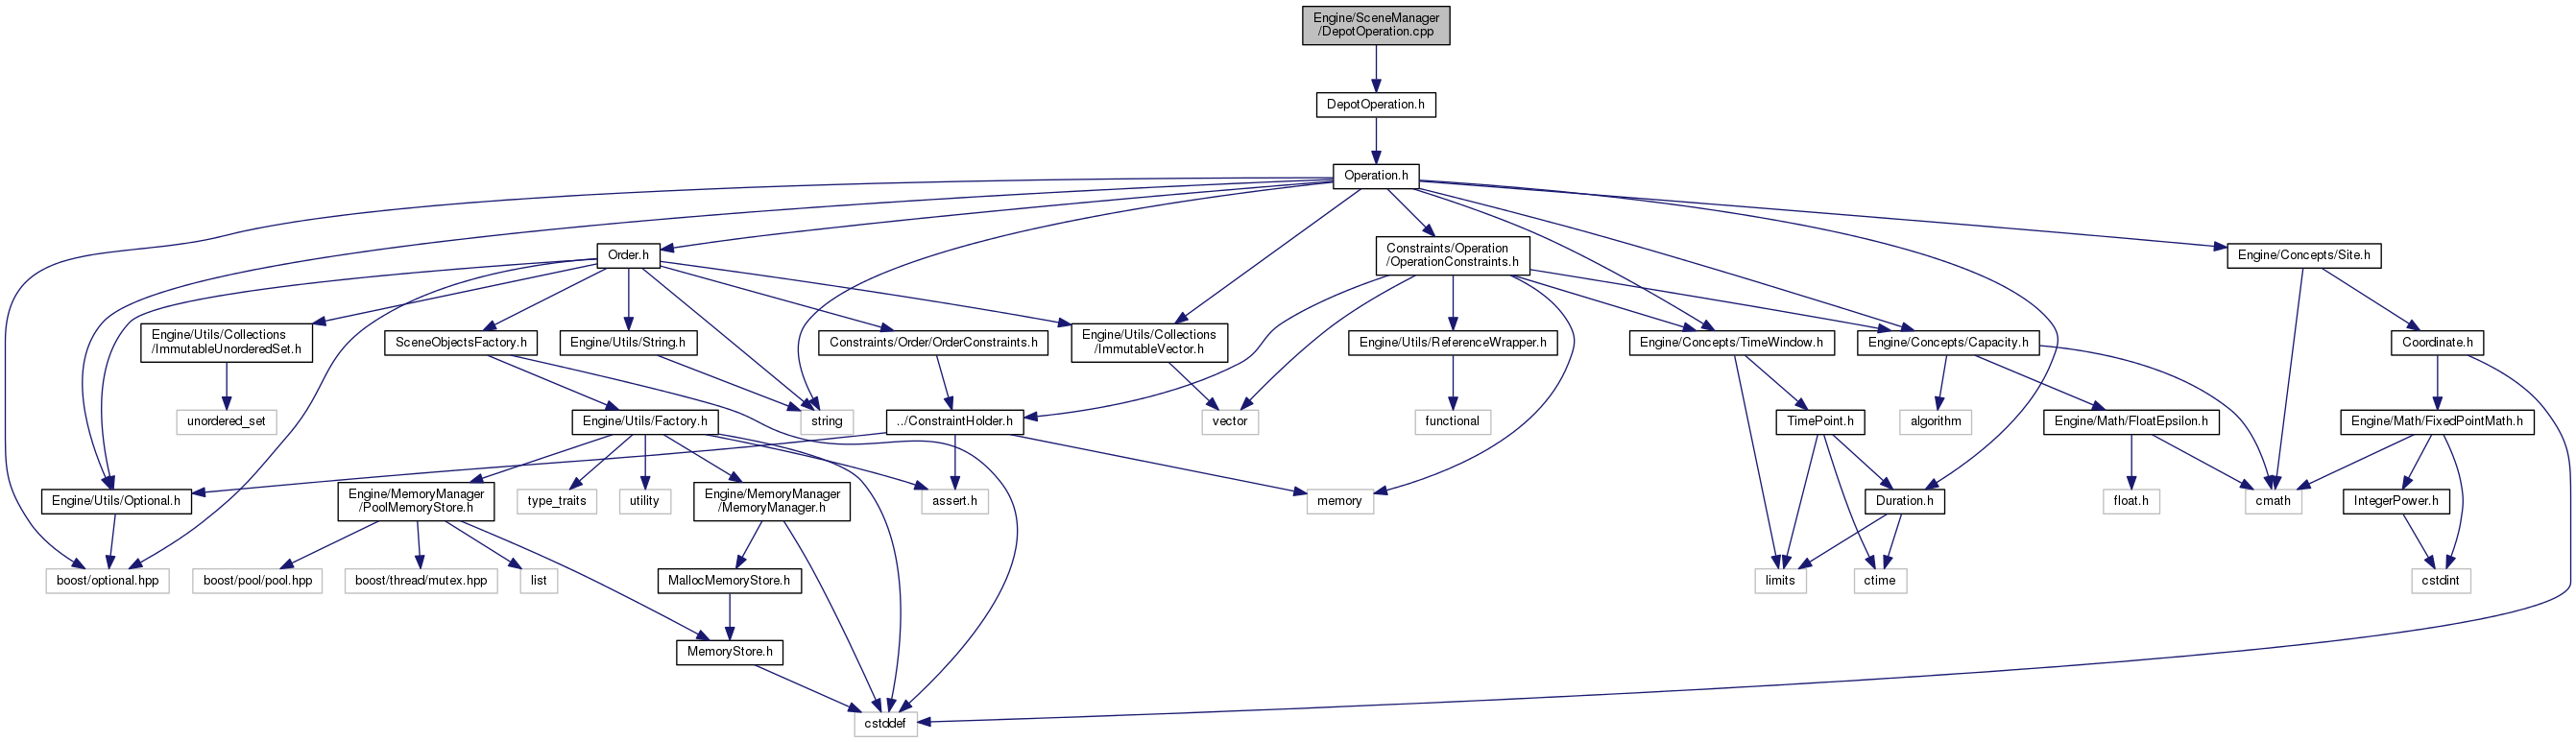 Engine/SceneManager
/DepotOperation.cpp
DepotOperation.h
Operation.h
Order.h
Constraints/Operation
/OperationConstraints.h
Engine/Concepts/Site.h
Engine/Utils/Collections
/ImmutableUnorderedSet.h
SceneObjectsFactory.h
Engine/Utils/String.h
Constraints/Order/OrderConstraints.h
Engine/Utils/Collections
/ImmutableVector.h
Engine/Utils/ReferenceWrapper.h
Engine/Concepts/TimeWindow.h
Engine/Concepts/Capacity.h
Coordinate.h
unordered_set
Engine/Utils/Factory.h
string
../ConstraintHolder.h
vector
functional
TimePoint.h
algorithm
Engine/Math/FloatEpsilon.h
Engine/Math/FixedPointMath.h
Engine/Utils/Optional.h
Engine/MemoryManager
/PoolMemoryStore.h
type_traits
utility
Engine/MemoryManager
/MemoryManager.h
assert.h
memory
Duration.h
float.h
cmath
IntegerPower.h
boost/optional.hpp
boost/pool/pool.hpp
boost/thread/mutex.hpp
list
MallocMemoryStore.h
limits
ctime
cstdint
MemoryStore.h
cstddef